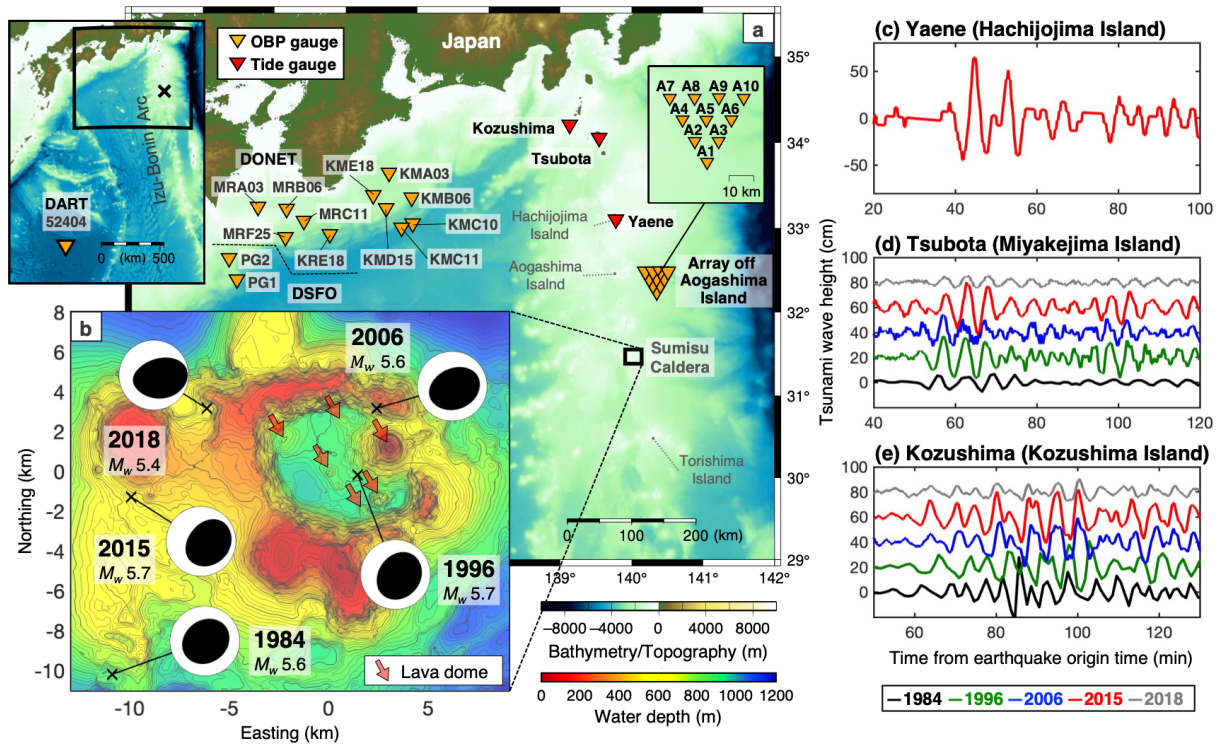 Izu-Bonin Arc
DART
52404
0 (km) 500
OBP gauge
Tide gauge
Japan
a
35°
34°
33°
32°
31°
30°
29°
139°
140°
141°
142°
A7 A8 A9 A10
A4 A5 A6
A2 A3
A1
10 km
Kozushima
Tsubota
DONET
KME18
KMA03
MRA03
MRB06
KMB06
MRC11
KMC10
MRF25
KRE18
KMD15
KMC11
PG2
PG1
DSFO
Hachijojima
Isalnd
Yaene
Aogashima
Isalnd
Array off
Aogashima
Island
Sumisu
Caldera
Torishima
Island
0 100 200 (km)
b
8
6
4
2
0
-2
-4
-6
-8
-10
Northing (km)
-10 -5 0 5
Easting (km)
2006
Mw 5.6
2018
Mw 5.4
2015
Mw 5.7
1996
Mw 5.7
1984
Mw 5.6
Lava dome
−8000 −4000 0 4000 8000
Bathymetry/Topography (m)
0 200 400 600 800 1000 1200
Water depth (m)
(c) Yaene (Hachijojima Island)
50
0
-50
20 40 60 80 100
(d) Tsubota (Miyakejima Island)
100
80
60
40
20
0
40 60 80 100 120
Tsunami wave height (cm)
(e) Kozushima (Kozushima Island)
100
80
60
40
20
0
60 80 100 120
Time from earthquake origin time (min)
1984 1996 2006 2015 2018